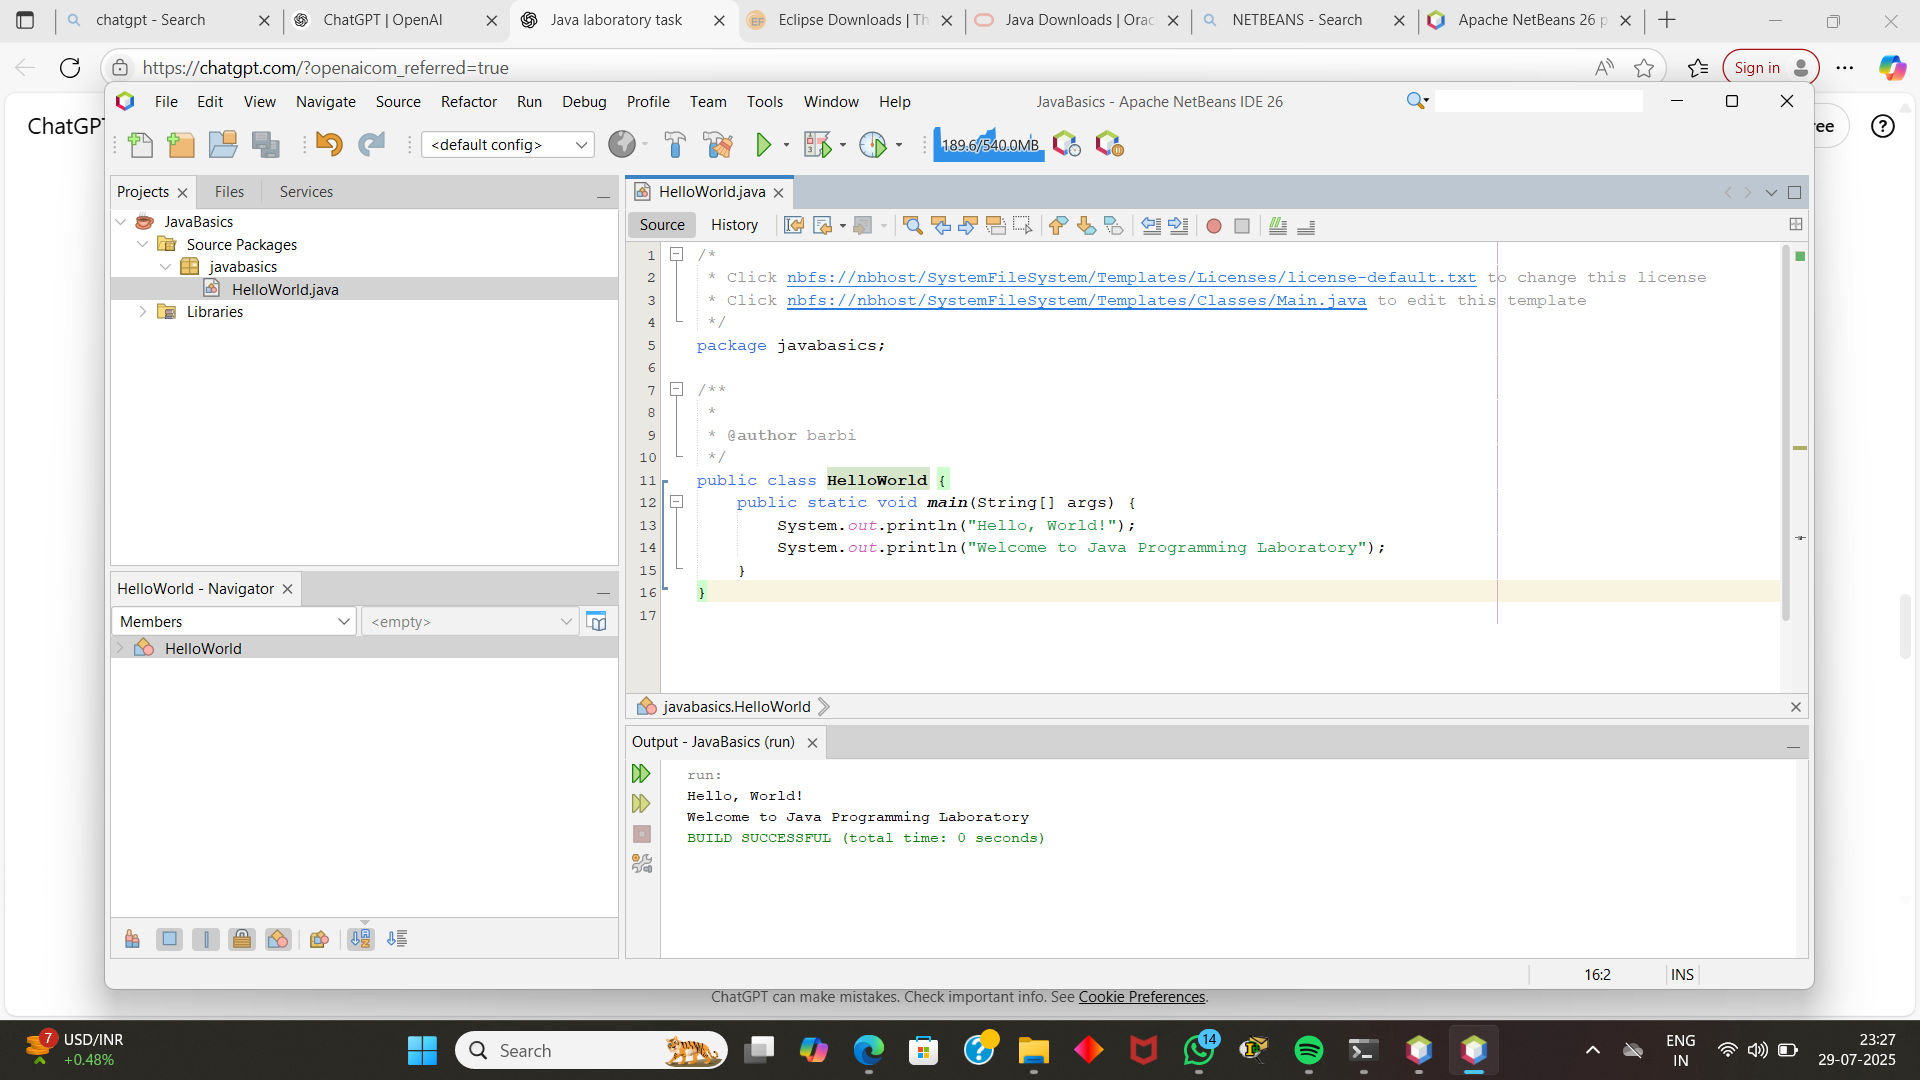 chatgpt - Search
ChatGPT | OpenAI
Java laboratory task
Eclipse Downloads | Th
Java Downloads | Orac
NETBEANS - Search
Apache NetBeans 26 p
https://chatgpt.com/?openaicom_referred=true
Sign in
ChatGPT
ree
File Edit View Navigate Source Refactor Run Debug Profile Team Tools Window Help
JavaBasics - Apache NetBeans IDE 26
<default config>
189.6/540.0MB
Projects Files Services
JavaBasics
Source Packages
javabasics
HelloWorld.java
Libraries
HelloWorld - Navigator
Members
<empty>
HelloWorld
HelloWorld.java
Source History
1 /*
2 * Click nbfs://nbhost/SystemFileSystem/Templates/Licenses/license-default.txt to change this license
3 * Click nbfs://nbhost/SystemFileSystem/Templates/Classes/Main.java to edit this template
4 */
5 package javabasics;
6
7 /**
8 *
9 * @author barbi
10 */
11 public class HelloWorld {
12 public static void main(String[] args) {
13 System.out.println("Hello, World!");
14 System.out.println("Welcome to Java Programming Laboratory");
15 }
16 }
17
javabasics.HelloWorld
Output - JavaBasics (run)
run:
Hello, World!
Welcome to Java Programming Laboratory
BUILD SUCCESSFUL (total time: 0 seconds)
16:2 INS
ChatGPT can make mistakes. Check important info. See Cookie Preferences.
7
USD/INR
+0.48%
Search
14
ENG
IN
23:27
29-07-2025